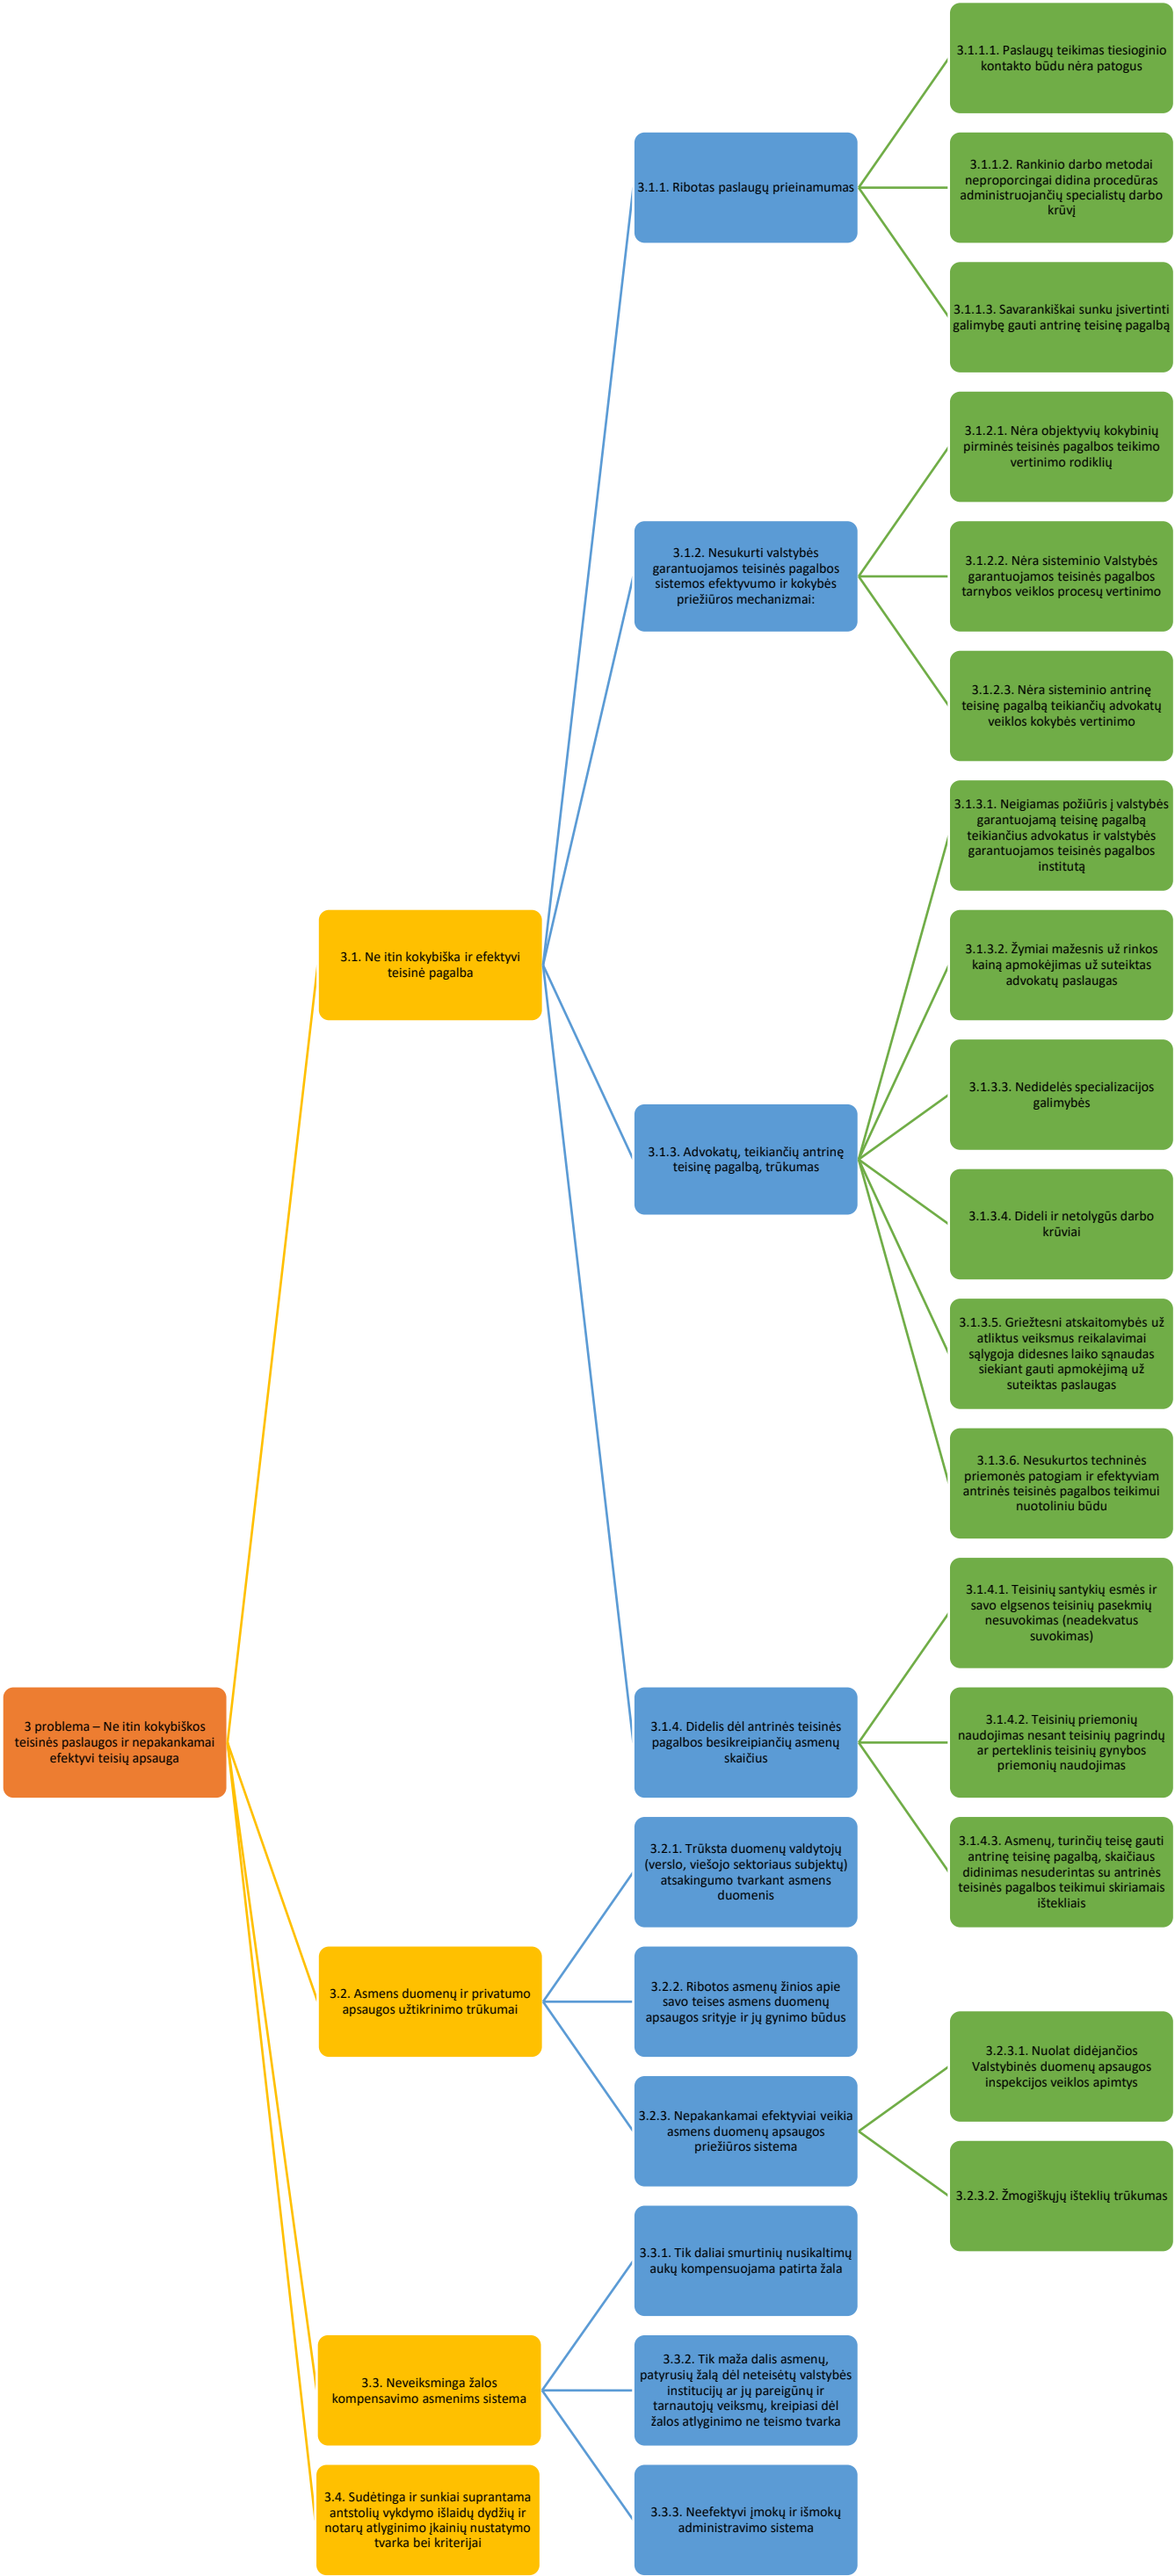 3 problema – Ne itin kokybiškos
teisinės paslaugos ir nepakankamai
efektyvi teisių apsauga
3.1. Ne itin kokybiška ir efektyvi
teisinė pagalba
3.1.1. Ribotas paslaugų prieinamumas
3.1.1.1. Paslaugų teikimas tiesioginio
kontakto būdu nėra patogus
3.1.1.2. Rankinio darbo metodai
neproporcingai didina procedūras
administruojančių specialistų darbo
krūvį
3.1.1.3. Savarankiškai sunku įsivertinti
galimybę gauti antrinę teisinę pagalbą
3.1.2. Nesukurti valstybės
garantuojamos teisinės pagalbos
sistemos efektyvumo ir kokybės
priežiūros mechanizmai:
3.1.2.1. Nėra objektyvių kokybinių
pirminės teisinės pagalbos teikimo
vertinimo rodiklių
3.1.2.2. Nėra sisteminio Valstybės
garantuojamos teisinės pagalbos
tarnybos veiklos procesų vertinimo
3.1.2.3. Nėra sisteminio antrinę
teisinę pagalbą teikiančių advokatų
veiklos kokybės vertinimo
3.1.3. Advokatų, teikiančių antrinę
teisinę pagalbą, trūkumas
3.1.3.1. Neigiamas požiūris į valstybės
garantuojamą teisinę pagalbą
teikiančius advokatus ir valstybės
garantuojamos teisinės pagalbos
institutą
3.1.3.2. Žymiai mažesnis už rinkos
kainą apmokėjimas už suteiktas
advokatų paslaugas
3.1.3.3. Nedidelės specializacijos
galimybės
3.1.3.4. Dideli ir netolygūs darbo
krūviai
3.1.3.5. Griežtesni atskaitomybės už
atliktus veiksmus reikalavimai
sąlygoja didesnes laiko sąnaudas
siekiant gauti apmokėjimą už
suteiktas paslaugas
3.1.3.6. Nesukurtos techninės
priemonės patogiam ir efektyviam
antrinės teisinės pagalbos teikimui
nuotoliniu būdu
3.1.4. Didelis dėl antrinės teisinės
pagalbos besikreipiančių asmenų
skaičius
3.1.4.1. Teisinių santykių esmės ir
savo elgsenos teisinių pasekmių
nesuvokimas (neadekvatus
suvokimas)
3.1.4.2. Teisinių priemonių
naudojimas nesant teisinių pagrindų
ar perteklinis teisinių gynybos
priemonių naudojimas
3.1.4.3. Asmenų, turinčių teisę gauti
antrinę teisinę pagalbą, skaičiaus
didinimas nesuderintas su antrinės
teisinės pagalbos teikimui skiriamais
ištekliais
3.2. Asmens duomenų ir privatumo
apsaugos užtikrinimo trūkumai
3.2.1. Trūksta duomenų valdytojų
(verslo, viešojo sektoriaus subjektų)
atsakingumo tvarkant asmens
duomenis
3.2.2. Ribotos asmenų žinios apie
savo teises asmens duomenų
apsaugos srityje ir jų gynimo būdus
3.2.3. Nepakankamai efektyviai veikia
asmens duomenų apsaugos
priežiūros sistema
3.2.3.1. Nuolat didėjančios
Valstybinės duomenų apsaugos
inspekcijos veiklos apimtys
3.2.3.2. Žmogiškųjų išteklių trūkumas
3.3. Neveiksminga žalos
kompensavimo asmenims sistema
3.3.1. Tik daliai smurtinių nusikaltimų
aukų kompensuojama patirta žala
3.3.2. Tik maža dalis asmenų,
patyrusių žalą dėl neteisėtų valstybės
institucijų ar jų pareigūnų ir
tarnautojų veiksmų, kreipiasi dėl
žalos atlyginimo ne teismo tvarka
3.3.3. Neefektyvi įmokų ir išmokų
administravimo sistema
3.4. Sudėtinga ir sunkiai suprantama
antstolių vykdymo išlaidų dydžių ir
notarų atlyginimo įkainių nustatymo
tvarka bei kriterijai